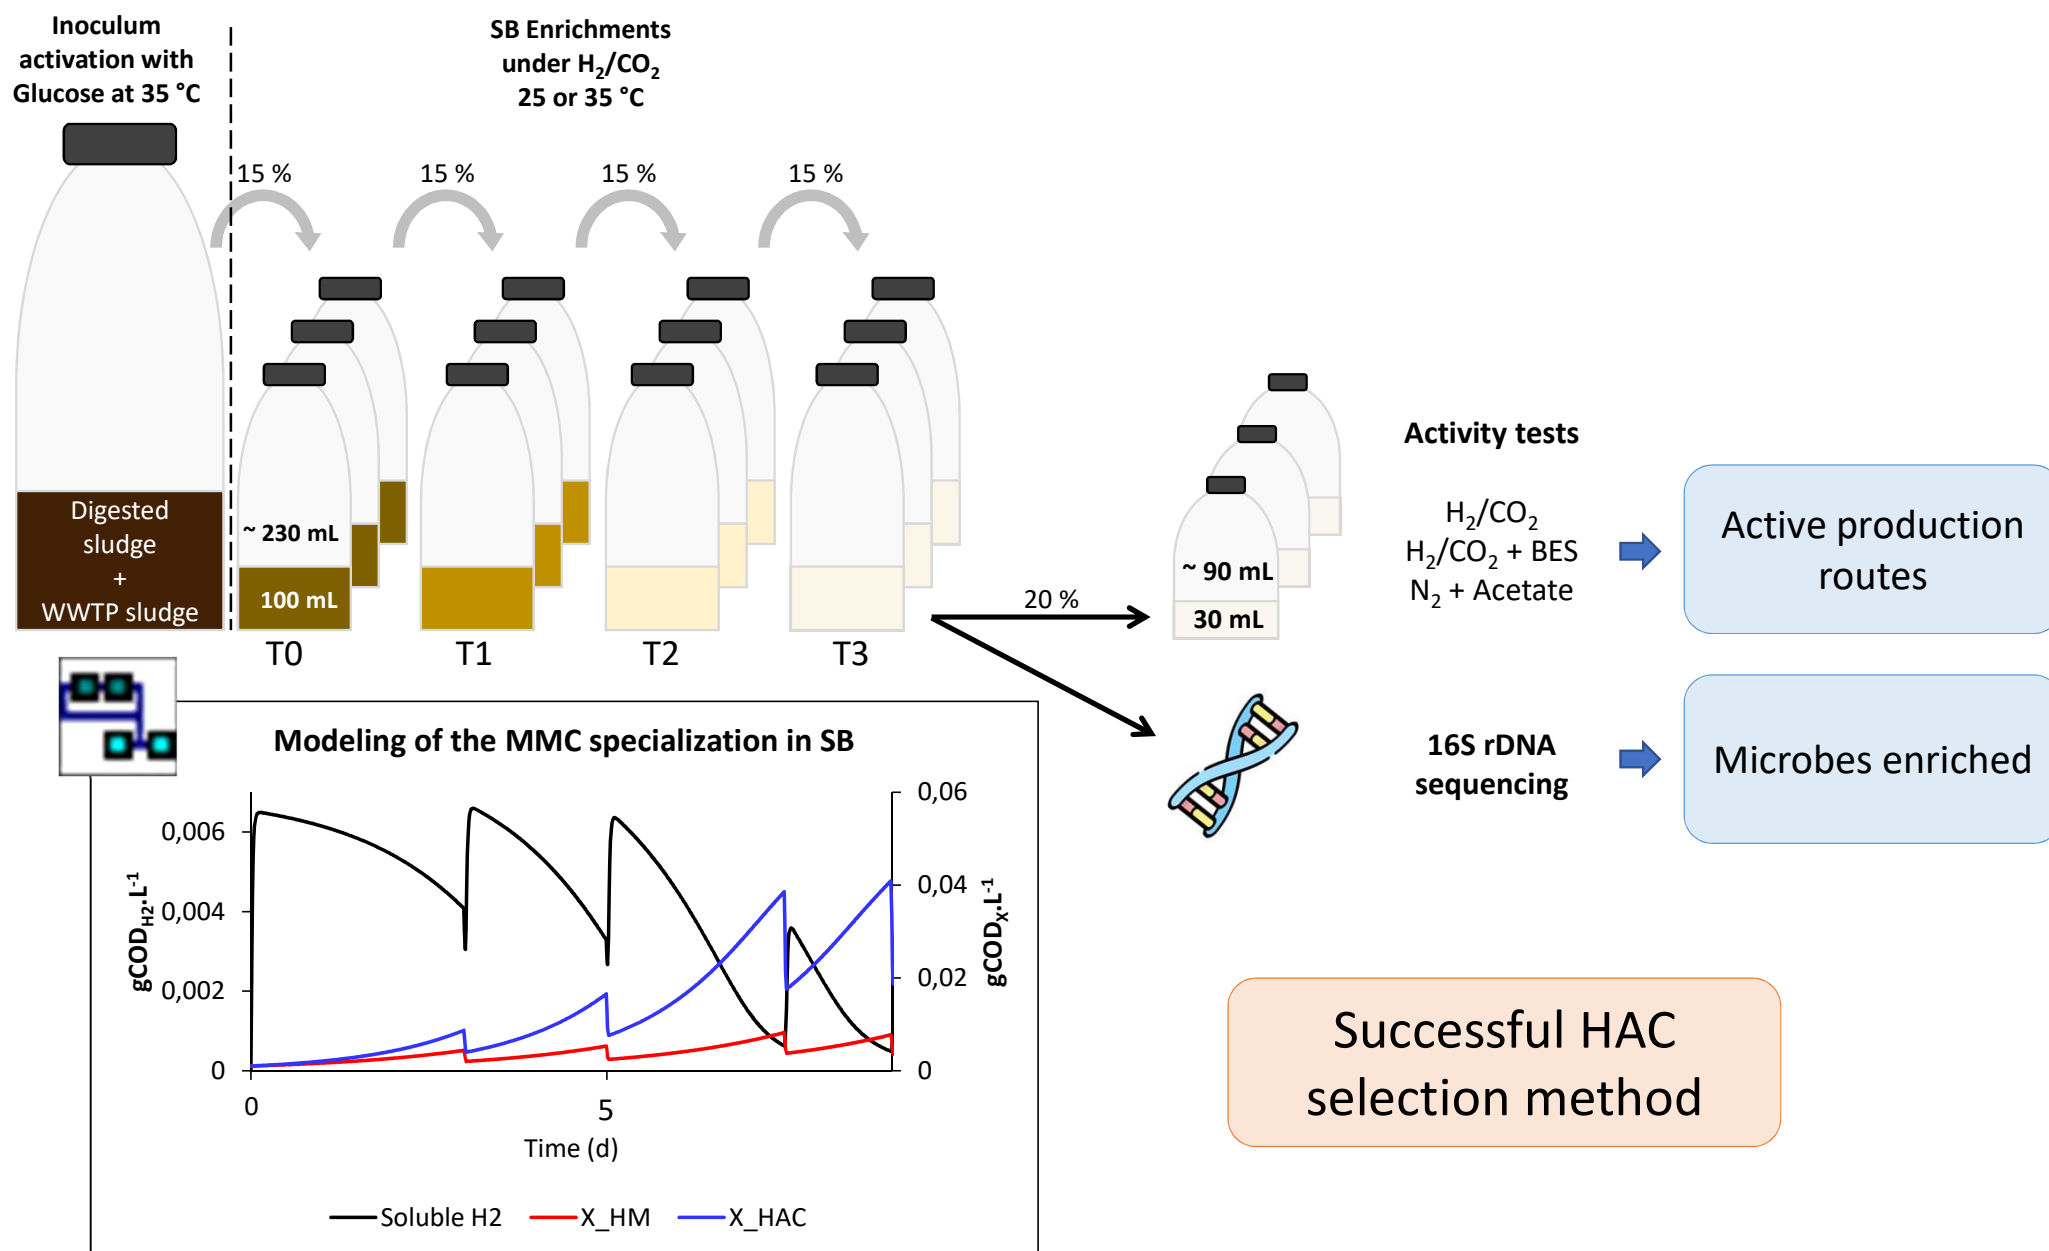 Inoculum
activation with
Glucose at 35 °C
SB Enrichments
under H₂/CO₂
25 or 35 °C
15 %
15 %
15 %
15 %
Digested
sludge
+
WWTP sludge
~ 230 mL
100 mL
T0
T1
T2
T3
20 %
~ 90 mL
30 mL
Activity tests
H₂/CO₂
H₂/CO₂ + BES
N₂ + Acetate
Active production
routes
16S rDNA
sequencing
Microbes enriched
Modeling of the MMC specialization in SB
gCOD_H2.L⁻¹
0,006
0,004
0,002
0
0,06
0,04
0,02
0
gCOD_X.L⁻¹
0
5
Time (d)
Soluble H2
X_HM
X_HAC
Successful HAC
selection method